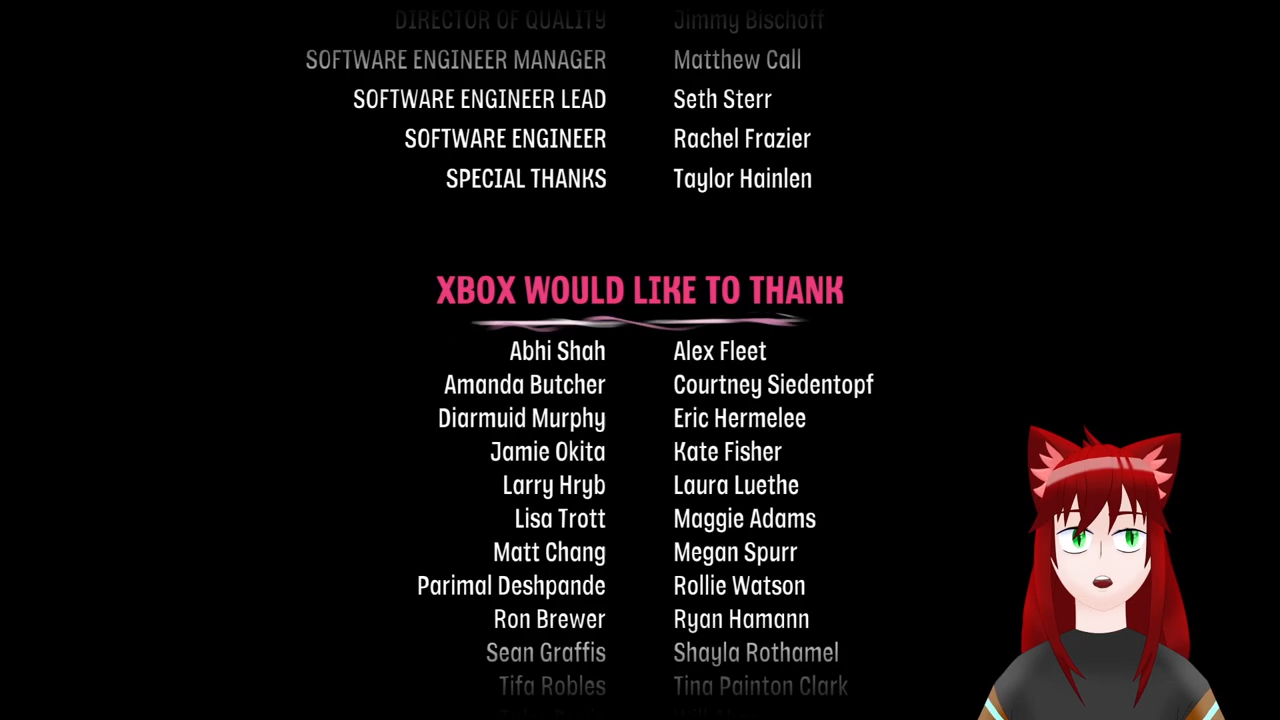 DIRECTOR OF QUALITY Jimmy Bischoff
SOFTWARE ENGINEER MANAGER Matthew Call
SOFTWARE ENGINEER LEAD Seth Sterr
SOFTWARE ENGINEER Rachel Frazier
SPECIAL THANKS Taylor Hainlen
XBOX WOULD LIKE TO THANK
Abhi Shah Alex Fleet
Amanda Butcher Courtney Siedentopf
Diarmuid Murphy Eric Hermelee
Jamie Okita Kate Fisher
Larry Hryb Laura Luethe
Lisa Trott Maggie Adams
Matt Chang Megan Spurr
Parimal Deshpande Rollie Watson
Ron Brewer Ryan Hamann
Sean Graffis Shayla Rothamel
Tifa Robles Tina Painton Clark